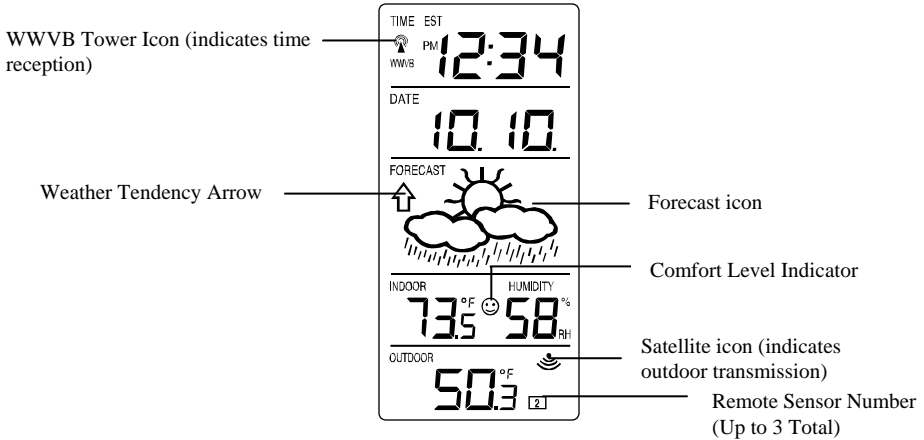 TIME EST
WWVB Tower Icon (indicates time
reception)
PM 12:34
WWVB
DATE
10. 10.
FORECAST
Weather Tendency Arrow
Forecast icon
Comfort Level Indicator
INDOOR HUMIDITY
73.5 °F 58 %
RH
OUTDOOR
Satellite icon (indicates
outdoor transmission)
50.3 °F
2
Remote Sensor Number
(Up to 3 Total)